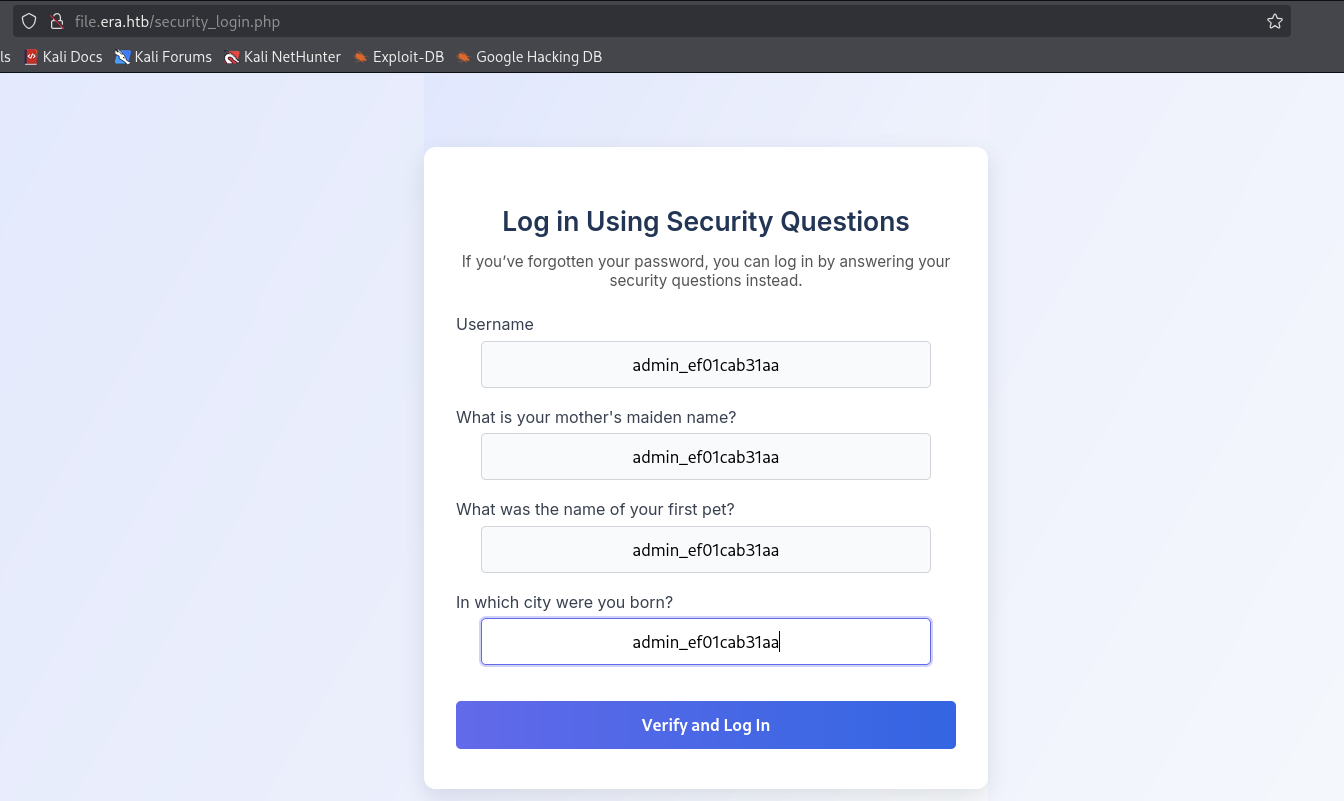 file.era.htb/security_login.php
ls Kali Docs Kali Forums Kali NetHunter Exploit-DB Google Hacking DB
Log in Using Security Questions
If you’ve forgotten your password, you can log in by answering your
security questions instead.
Username
admin_ef01cab31aa
What is your mother's maiden name?
admin_ef01cab31aa
What was the name of your first pet?
admin_ef01cab31aa
In which city were you born?
admin_ef01cab31aa
Verify and Log In